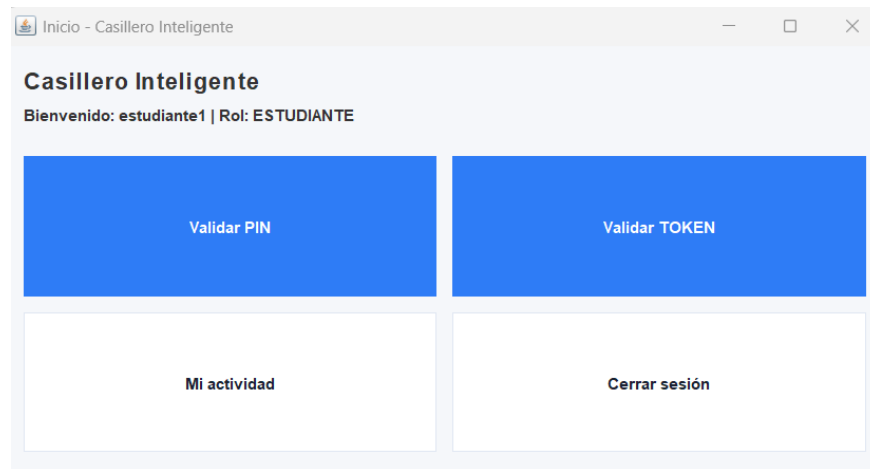 Inicio - Casillero Inteligente
Casillero Inteligente
Bienvenido: estudiante1 | Rol: ESTUDIANTE
Validar PIN
Validar TOKEN
Mi actividad
Cerrar sesión